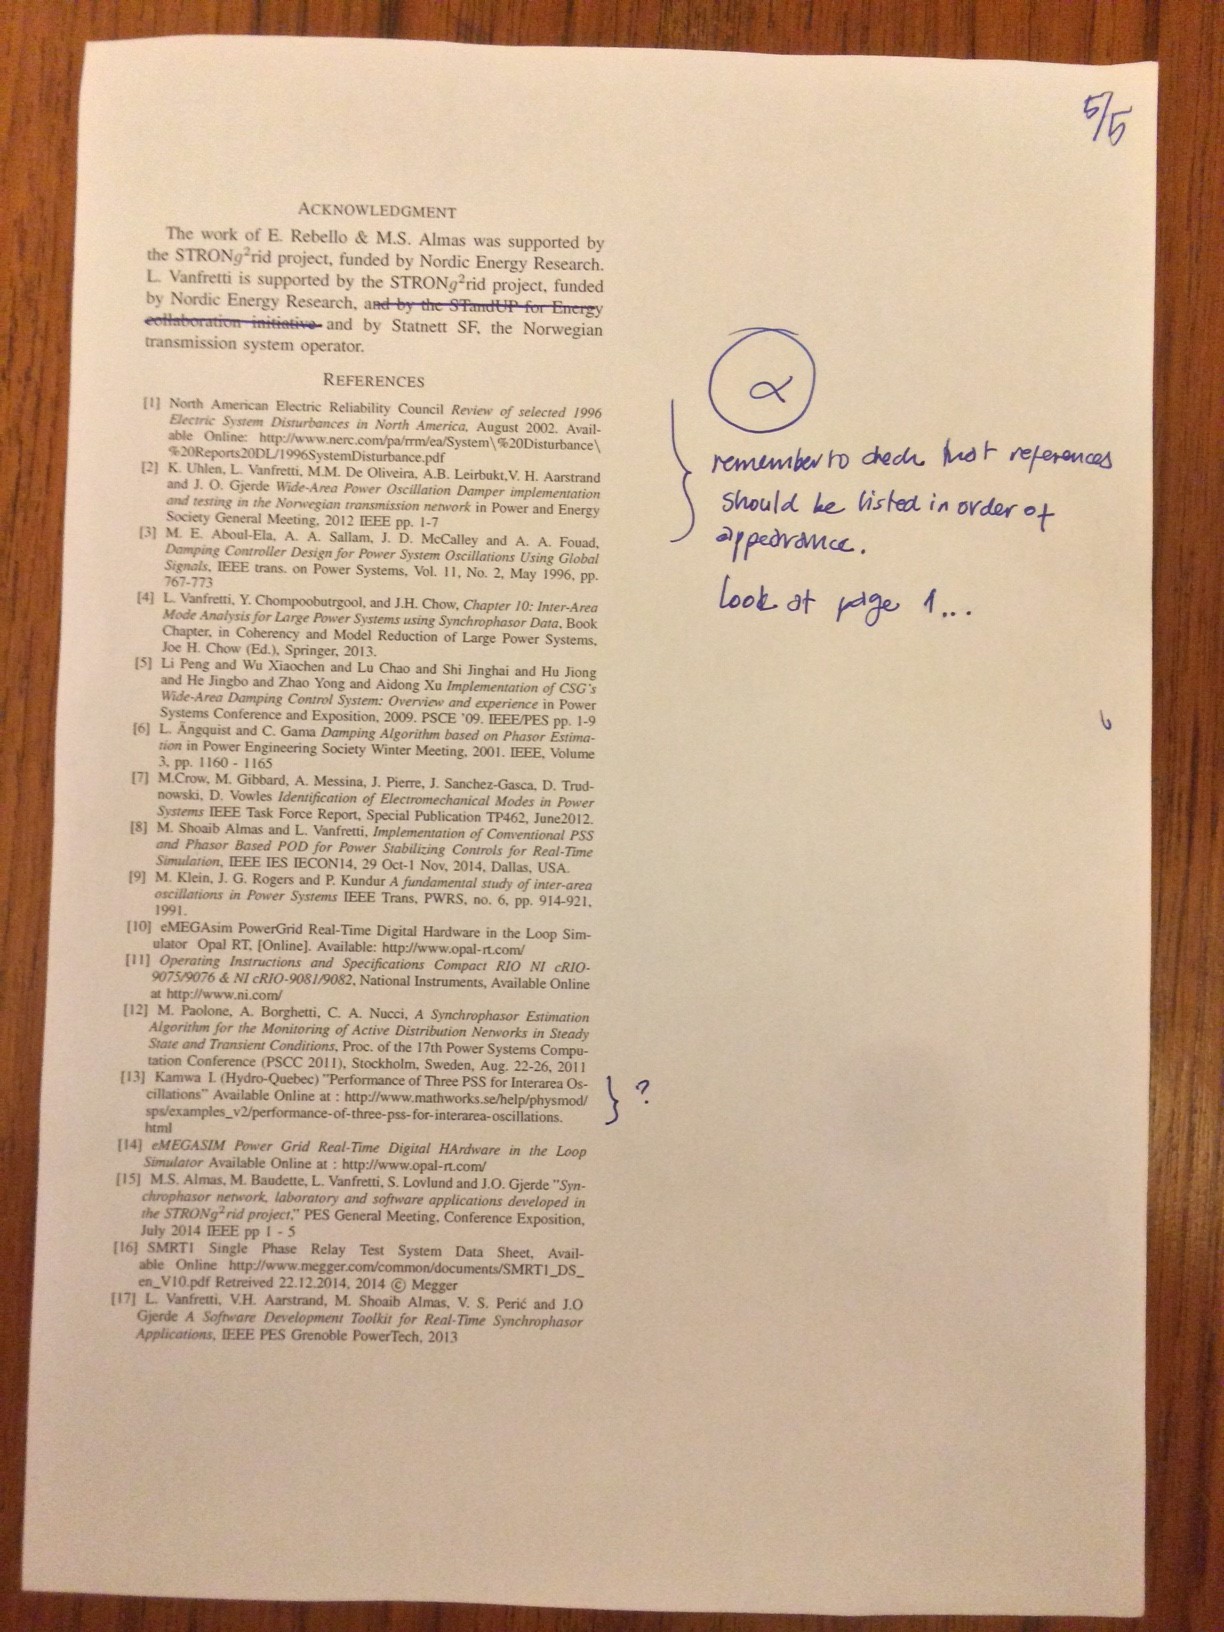 5/5
ACKNOWLEDGMENT
The work of E. Rebello & M.S. Almas was supported by
the STRONg²rid project, funded by Nordic Energy Research.
L. Vanfretti is supported by the STRONg²rid project, funded
by Nordic Energy Research, and by the STandUP for Energy
collaboration initiative and by Statnett SF, the Norwegian
transmission system operator.
REFERENCES
[1] North American Electric Reliability Council Review of selected 1996
Electric System Disturbances in North America, August 2002. Avail-
able Online: http://www.nerc.com/pa/rrm/ea/System\%20Disturbance\
%20Reports20DL/1996SystemDisturbance.pdf
[2] K. Uhlen, L. Vanfretti, M.M. De Oliveira, A.B. Leirbukt,V. H. Aarstrand
and J. O. Gjerde Wide-Area Power Oscillation Damper implementation
and testing in the Norwegian transmission network in Power and Energy
Society General Meeting, 2012 IEEE pp. 1-7
[3] M. E. Aboul-Ela, A. A. Sallam, J. D. McCalley and A. A. Fouad,
Damping Controller Design for Power System Oscillations Using Global
Signals, IEEE trans. on Power Systems, Vol. 11, No. 2, May 1996, pp.
767-773
[4] L. Vanfretti, Y. Chompoobutrgool, and J.H. Chow, Chapter 10: Inter-Area
Mode Analysis for Large Power Systems using Synchrophasor Data, Book
Chapter, in Coherency and Model Reduction of Large Power Systems,
Joe H. Chow (Ed.), Springer, 2013.
[5] Li Peng and Wu Xiaochen and Lu Chao and Shi Jinghai and Hu Jiong
and He Jingbo and Zhao Yong and Aidong Xu Implementation of CSG's
Wide-Area Damping Control System: Overview and experience in Power
Systems Conference and Exposition, 2009. PSCE '09. IEEE/PES pp. 1-9
[6] L. Ängquist and C. Gama Damping Algorithm based on Phasor Estima-
tion in Power Engineering Society Winter Meeting, 2001. IEEE, Volume
3, pp. 1160 - 1165
[7] M.Crow, M. Gibbard, A. Messina, J. Pierre, J. Sanchez-Gasca, D. Trud-
nowski, D. Vowles Identification of Electromechanical Modes in Power
Systems IEEE Task Force Report, Special Publication TP462, June2012.
[8] M. Shoaib Almas and L. Vanfretti, Implementation of Conventional PSS
and Phasor Based POD for Power Stabilizing Controls for Real-Time
Simulation, IEEE IES IECON14, 29 Oct-1 Nov, 2014, Dallas, USA.
[9] M. Klein, J. G. Rogers and P. Kundur A fundamental study of inter-area
oscillations in Power Systems IEEE Trans, PWRS, no. 6, pp. 914-921,
1991.
[10] eMEGAsim PowerGrid Real-Time Digital Hardware in the Loop Sim-
ulator Opal RT, [Online]. Available: http://www.opal-rt.com/
[11] Operating Instructions and Specifications Compact RIO NI cRIO-
9075/9076 & NI cRIO-9081/9082, National Instruments, Available Online
at http://www.ni.com/
[12] M. Paolone, A. Borghetti, C. A. Nucci, A Synchrophasor Estimation
Algorithm for the Monitoring of Active Distribution Networks in Steady
State and Transient Conditions, Proc. of the 17th Power Systems Compu-
tation Conference (PSCC 2011), Stockholm, Sweden, Aug. 22-26, 2011
[13] Kamwa I. (Hydro-Quebec) "Performance of Three PSS for Interarea Os-
cillations" Available Online at : http://www.mathworks.se/help/physmod/
sps/examples_v2/performance-of-three-pss-for-interarea-oscillations.
html
[14] eMEGASIM Power Grid Real-Time Digital HArdware in the Loop
Simulator Available Online at : http://www.opal-rt.com/
[15] M.S. Almas, M. Baudette, L. Vanfretti, S. Lovlund and J.O. Gjerde "Syn-
chrophasor network, laboratory and software applications developed in
the STRONg²rid project," PES General Meeting, Conference Exposition,
July 2014 IEEE pp 1 - 5
[16] SMRT1 Single Phase Relay Test System Data Sheet, Avail-
able Online http://www.megger.com/common/documents/SMRT1_DS_
en_V10.pdf Retreived 22.12.2014, 2014 © Megger
[17] L. Vanfretti, V.H. Aarstrand, M. Shoaib Almas, V. S. Perić and J.O
Gjerde A Software Development Toolkit for Real-Time Synchrophasor
Applications, IEEE PES Grenoble PowerTech, 2013
α
remember to check that references
should be listed in order of
appearance.
look at page 1...
?